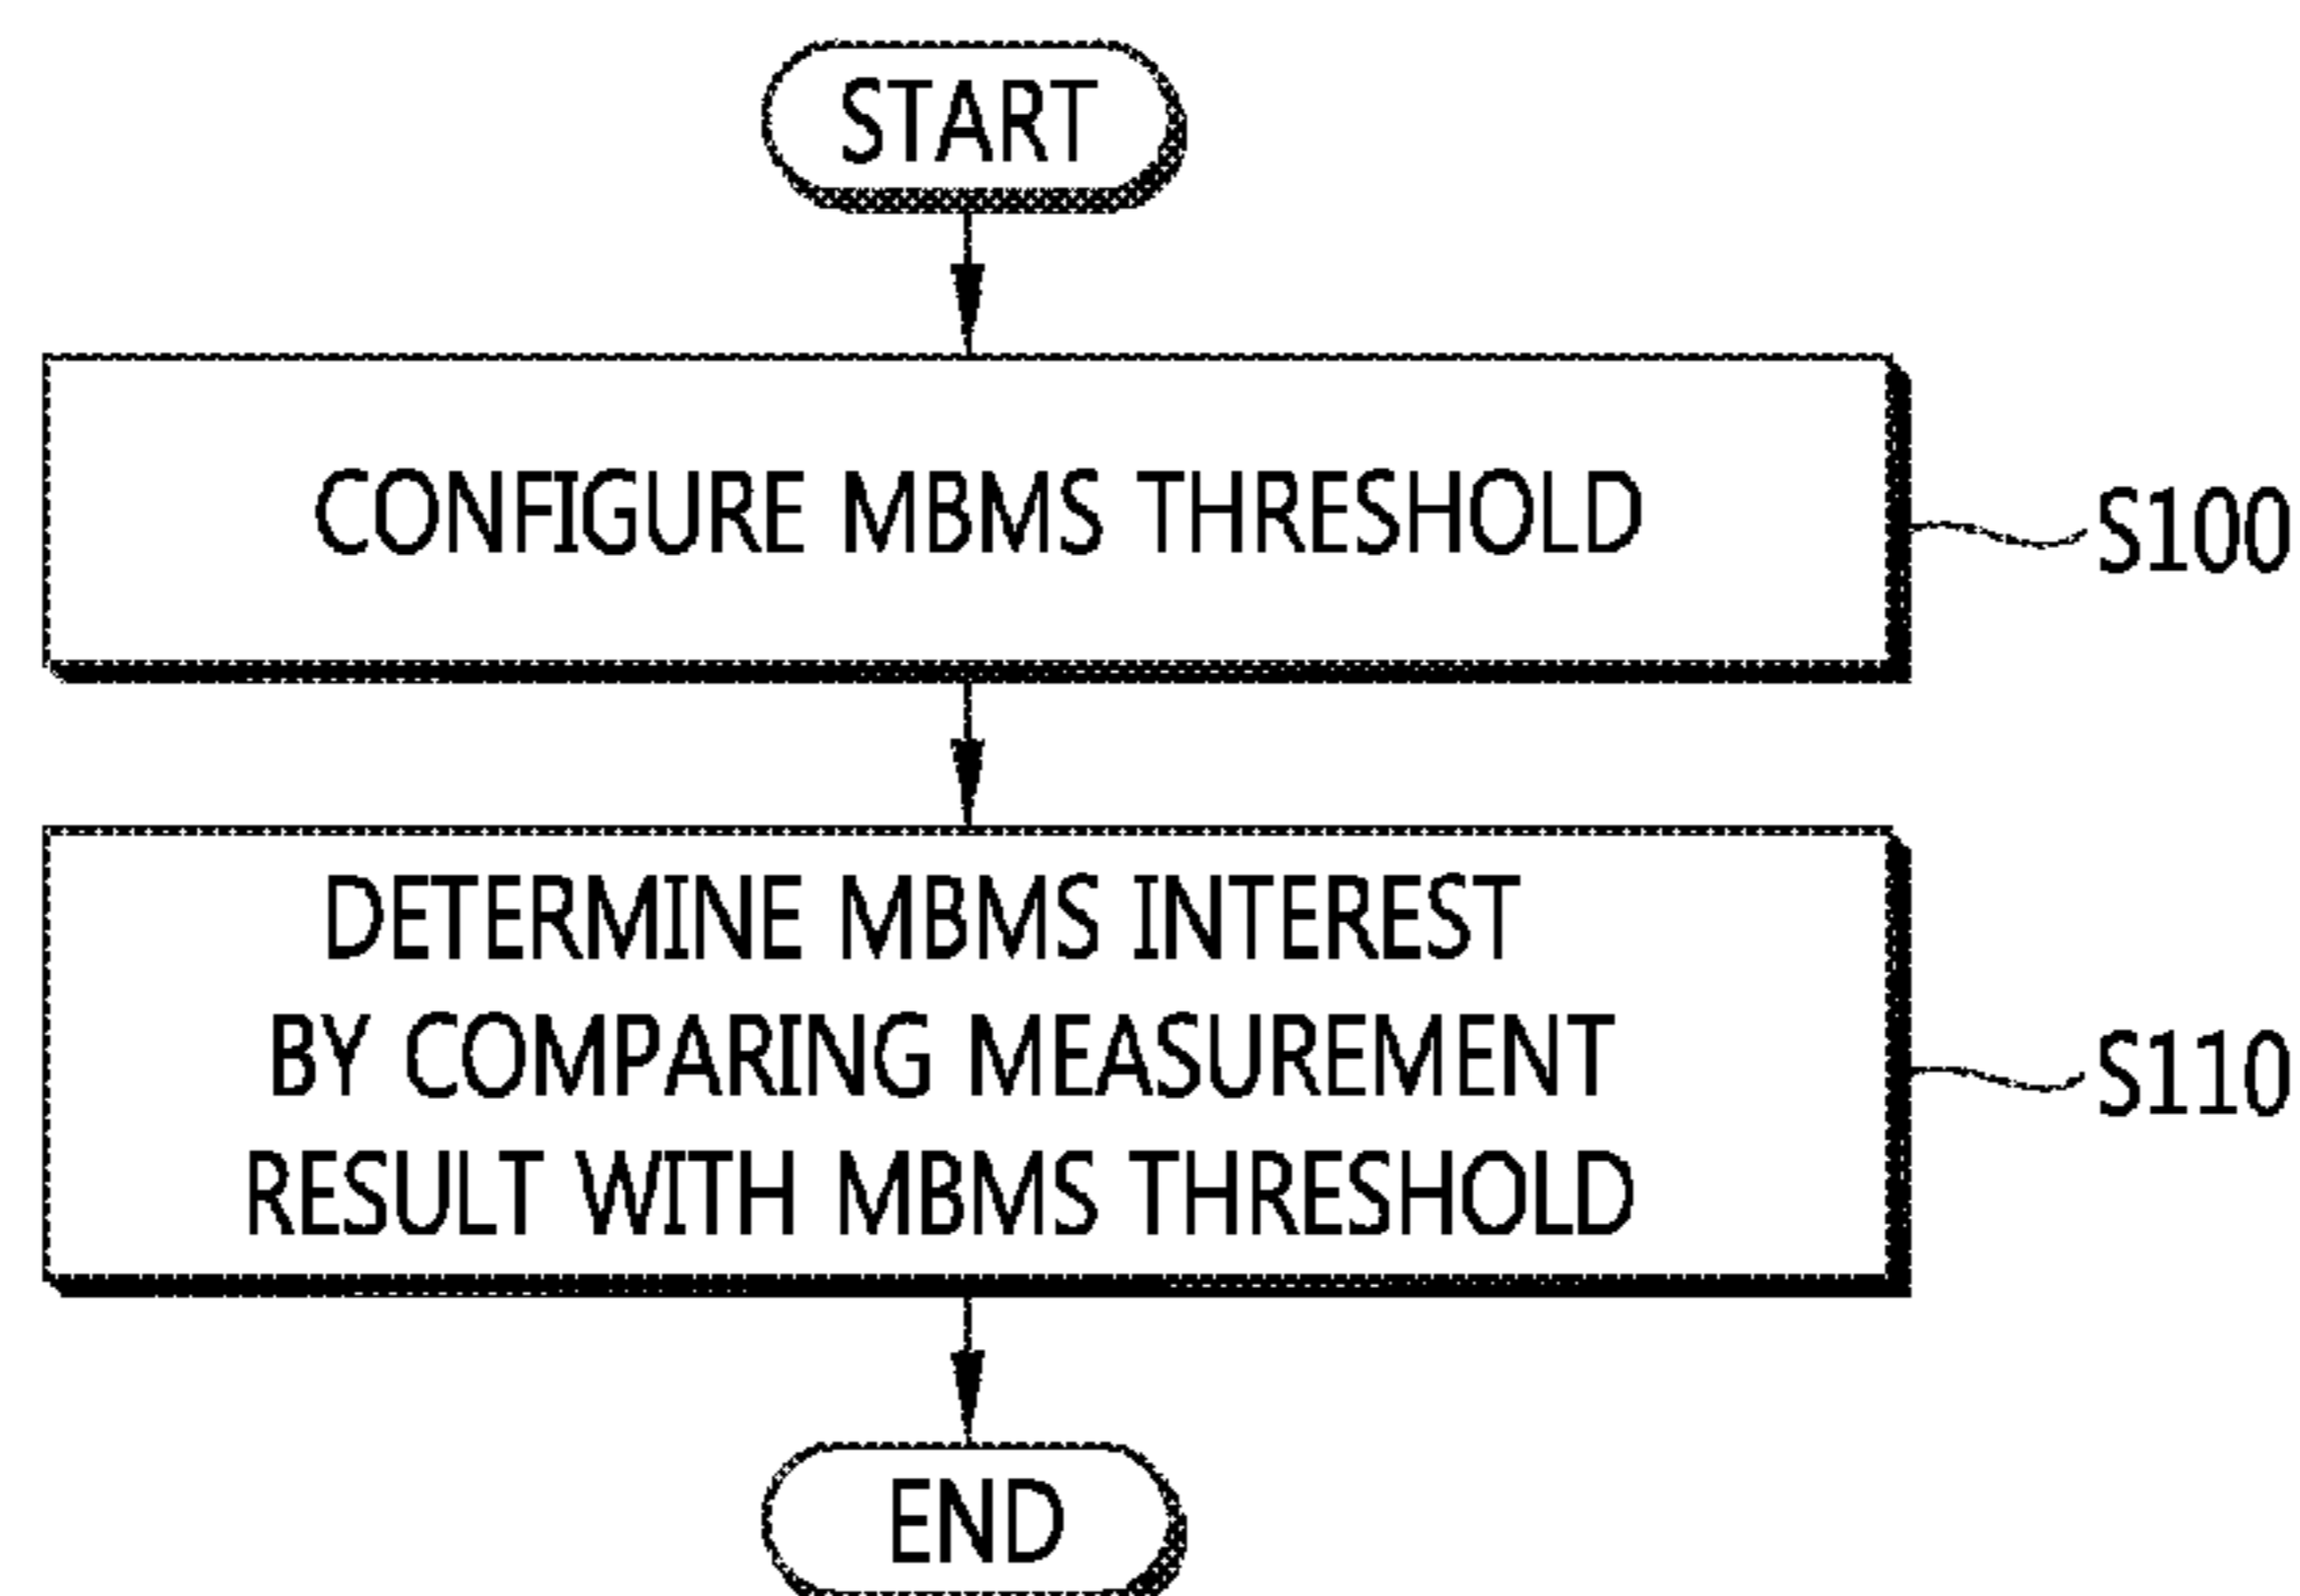 START
CONFIGURE MBMS THRESHOLD
S100
DETERMINE MBMS INTEREST
BY COMPARING MEASUREMENT
RESULT WITH MBMS THRESHOLD
S110
END